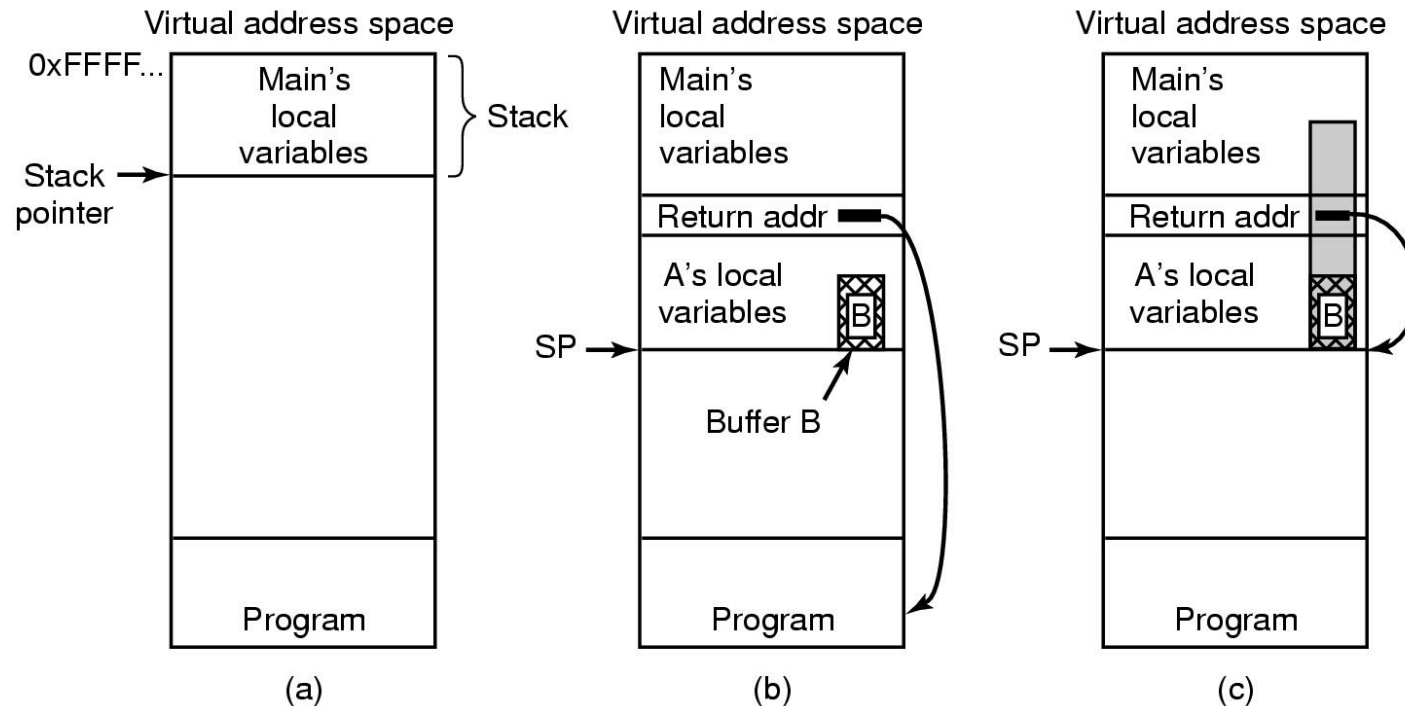 Virtual address space
0xFFFF...
Main's
local
variables
Stack
Stack
pointer
Program
(a)
Virtual address space
Main's
local
variables
Return addr
A's local
variables
B
SP
Buffer B
Program
(b)
Virtual address space
Main's
local
variables
Return addr
A's local
variables
B
SP
Program
(c)